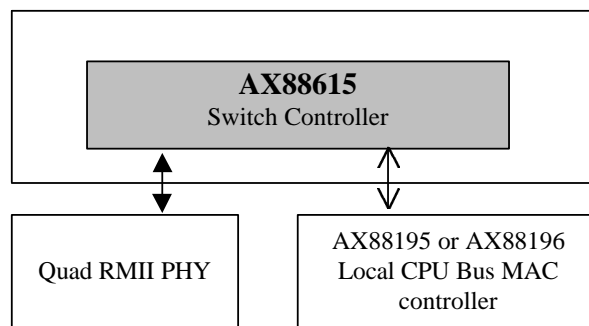 AX88615
Switch Controller
Quad RMII PHY
AX88195 or AX88196
Local CPU Bus MAC
controller